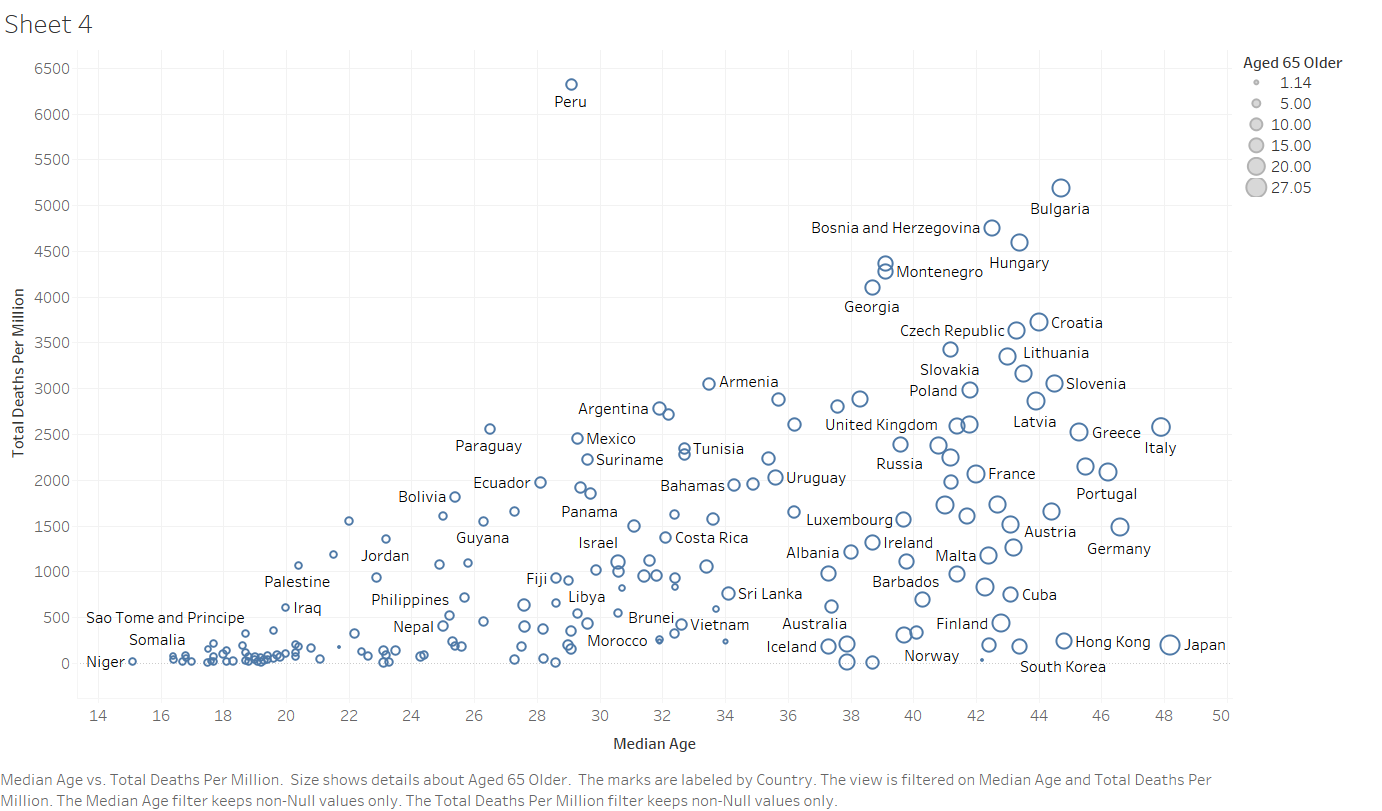 Sheet 4
Aged 65 Older
1.14
5.00
10.00
15.00
20.00
27.05
Total Deaths Per Million
6500
6000
5500
5000
4500
4000
3500
3000
2500
2000
1500
1000
500
0
Peru
Bulgaria
Bosnia and Herzegovina
Hungary
Montenegro
Georgia
Croatia
Czech Republic
Lithuania
Slovakia
Armenia
Slovenia
Poland
Argentina
Latvia
United Kingdom
Greece
Mexico
Paraguay
Tunisia
Italy
Suriname
Russia
France
Uruguay
Ecuador
Bahamas
Portugal
Bolivia
Panama
Luxembourg
Austria
Guyana
Costa Rica
Israel
Ireland
Germany
Jordan
Albania
Malta
Palestine
Fiji
Barbados
Libya
Sri Lanka
Cuba
Philippines
Iraq
Sao Tome and Principe
Brunei
Nepal
Vietnam
Australia
Finland
Somalia
Morocco
Iceland
Hong Kong
Japan
Norway
Niger
South Korea
14 16 18 20 22 24 26 28 30 32 34 36 38 40 42 44 46 48 50
Median Age
Median Age vs. Total Deaths Per Million.  Size shows details about Aged 65 Older.  The marks are labeled by Country. The view is filtered on Median Age and Total Deaths Per
Million. The Median Age filter keeps non-Null values only. The Total Deaths Per Million filter keeps non-Null values only.